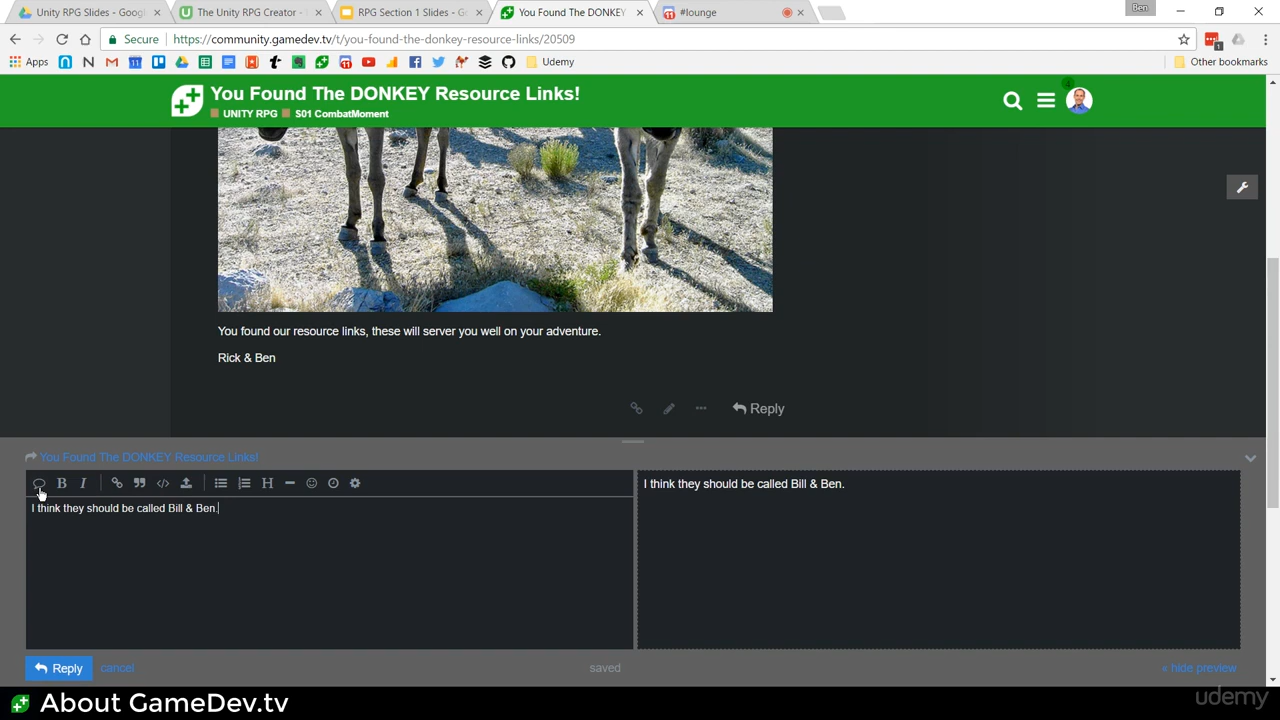 Unity RPG Slides - Goog
The Unity RPG Creator -
RPG Section 1 Slides - G
You Found The DONKEY
#lounge
Ben
Secure
https://community.gamedev.tv/t/you-found-the-donkey-resource-links/20509
Apps
Udemy
Other bookmarks
You Found The DONKEY Resource Links!
UNITY RPG S01 CombatMoment
You found our resource links, these will server you well on your adventure.
Rick & Ben
Reply
You Found The DONKEY Resource Links!
I think they should be called Bill & Ben.
I think they should be called Bill & Ben.
Reply
cancel
saved
« hide preview
About GameDev.tv
udemy